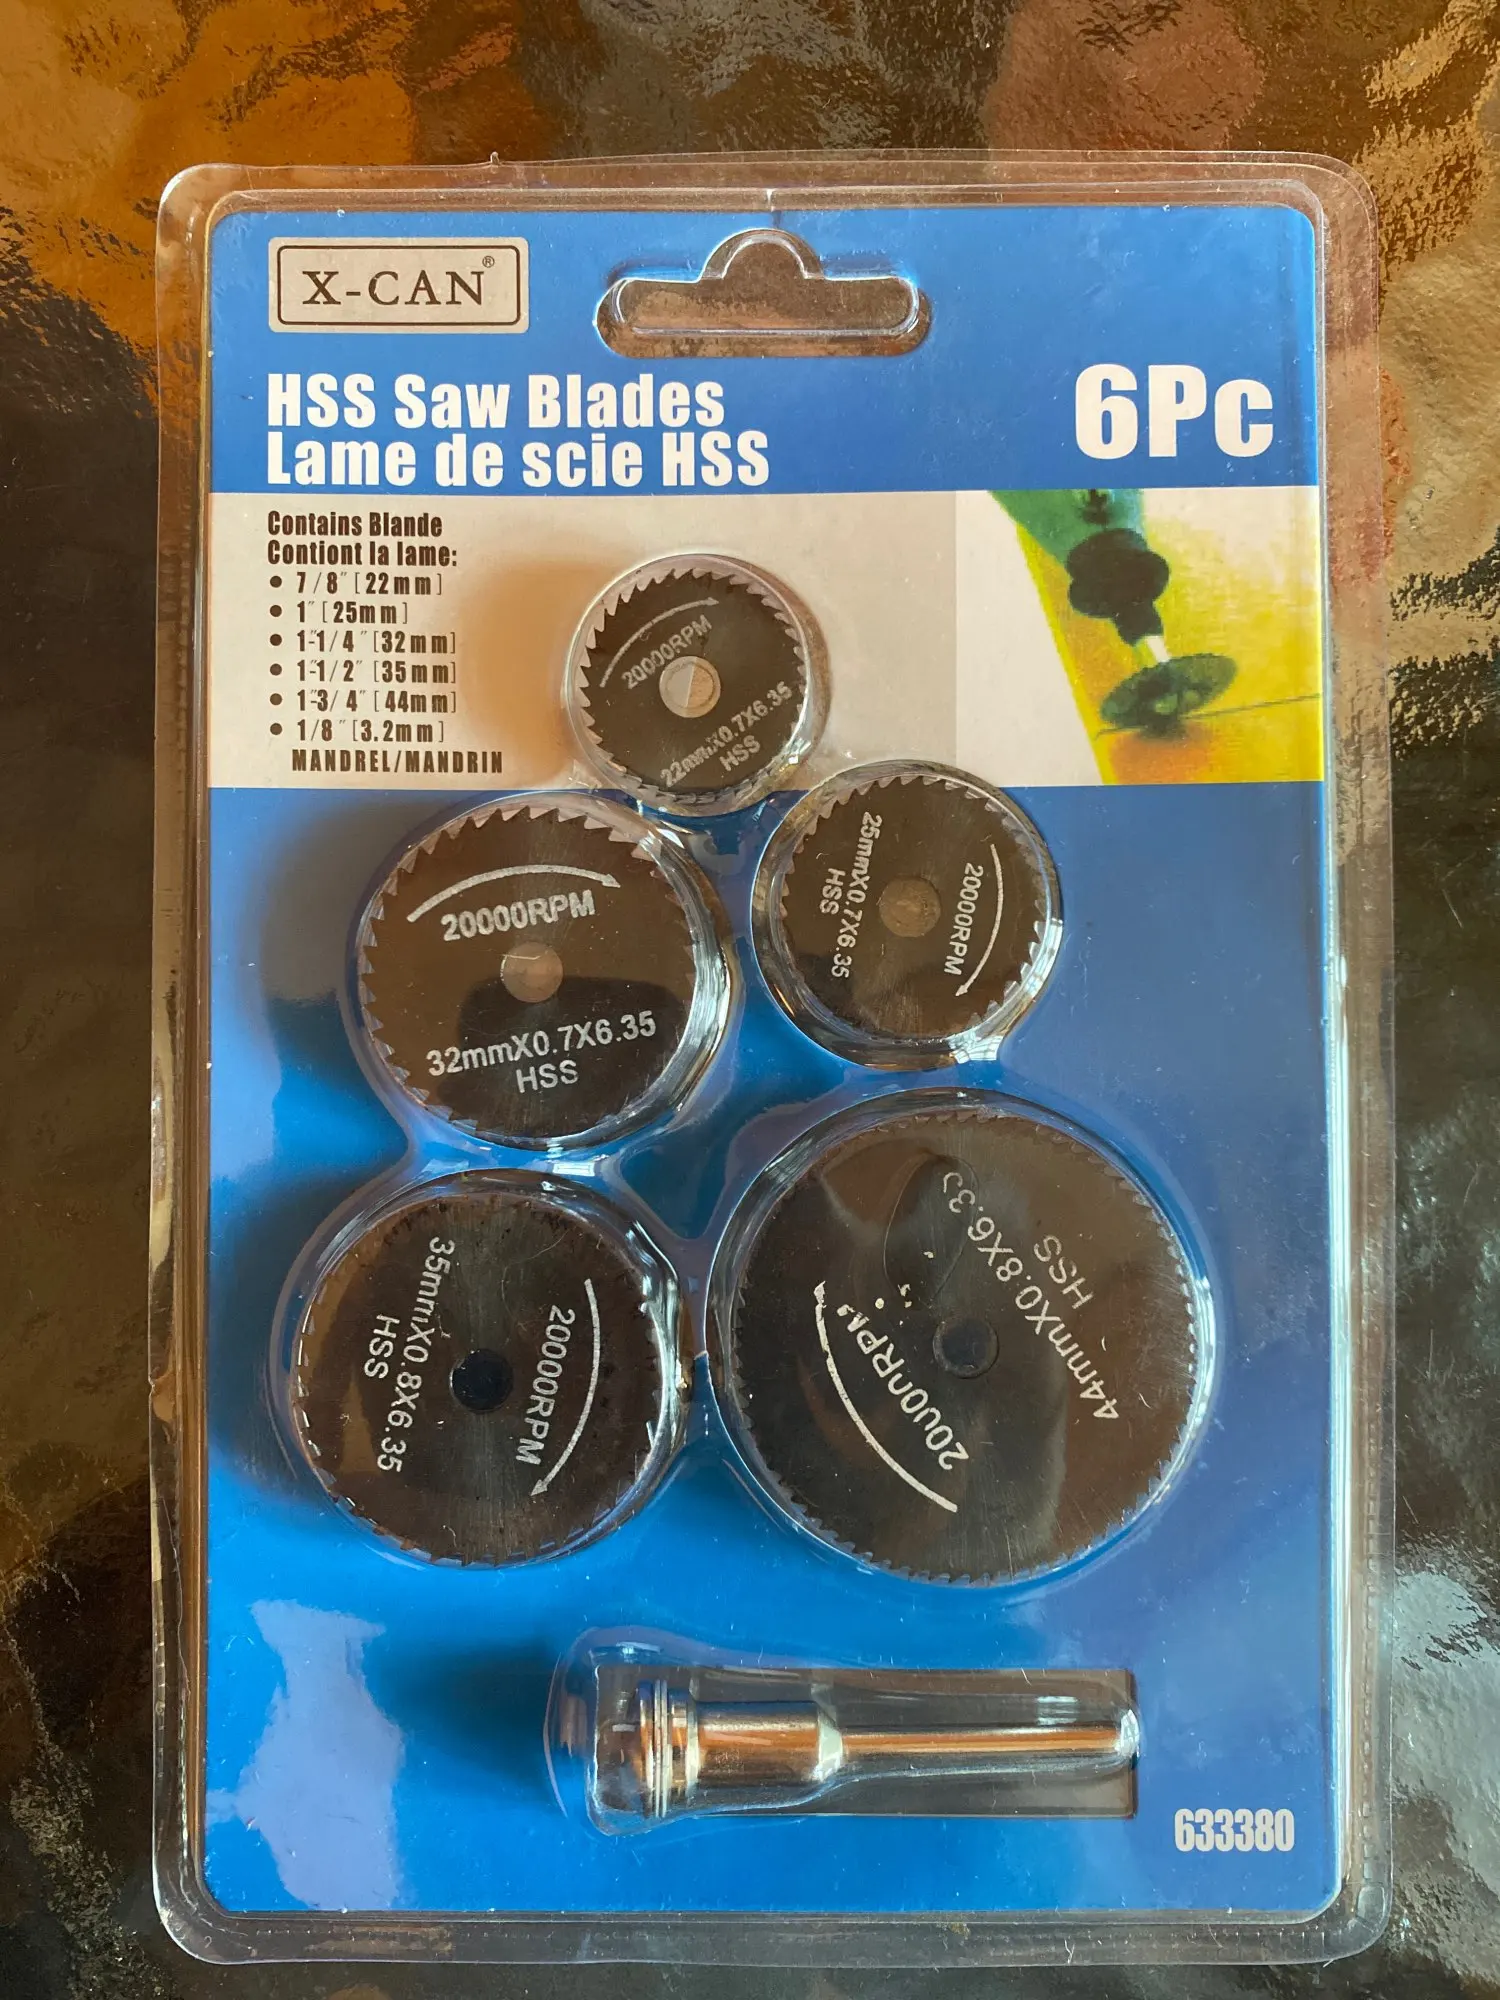 X-CAN®
HSS Saw Blades
Lame de scie HSS
6Pc
Contains Blande
Contiont la lame:
• 7/8" [22mm]
• 1" [25mm]
• 1"-1/4" [32mm]
• 1"-1/2" [35mm]
• 1"-3/4" [44mm]
• 1/8" [3.2mm]
MANDREL/MANDRIN
20000RPM
22mmX0.7X6.35
HSS
20000RPM
32mmX0.7X6.35
HSS
25mmX0.7X6.35
HSS
20000RPM
35mmX0.8X6.35
HSS
20000RPM
44mmX0.8X6.35
HSS
20000RPM
633380